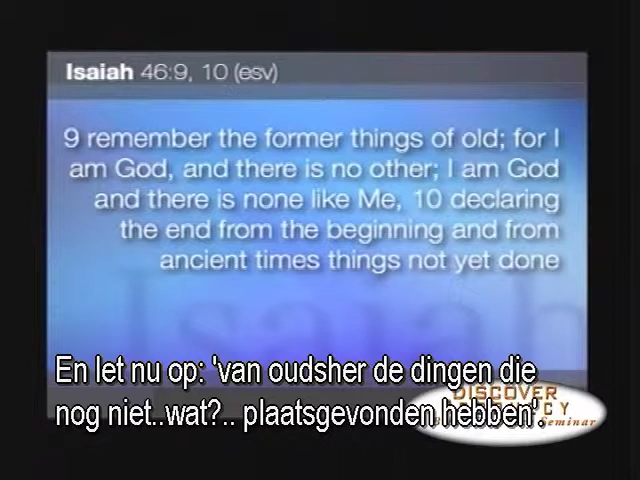 Isaiah 46:9, 10 (esv)
9 remember the former things of old; for I
am God, and there is no other; I am God
and there is none like Me, 10 declaring
the end from the beginning and from
ancient times things not yet done
Isaiah
En let nu op: 'van oudsher de dingen die
nog niet..wat?.. plaatsgevonden hebben'.
DISCOVER
CY
Seminar